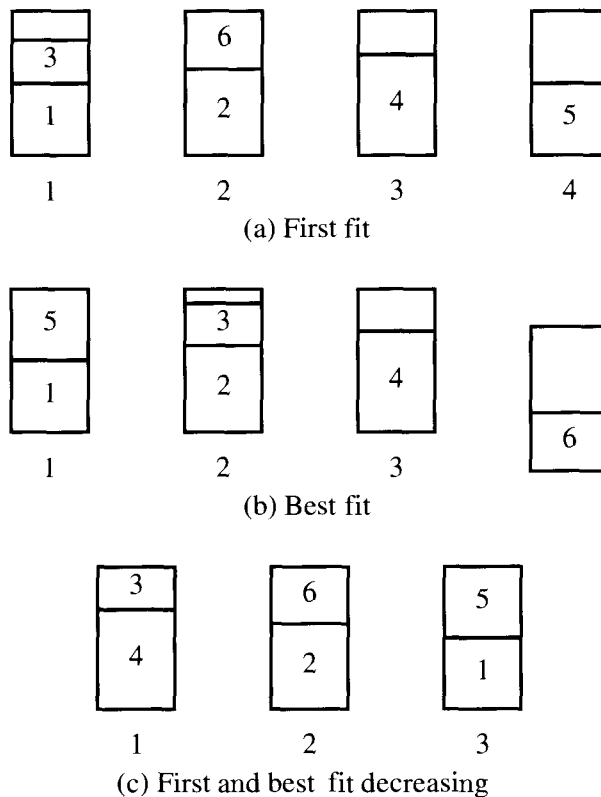 3 6
1 2 4 5
1 2 3 4
(a) First fit
5 3
1 2 4 6
1 2 3
(b) Best fit
3 6 5
4 2 1
1 2 3
(c) First and best fit decreasing